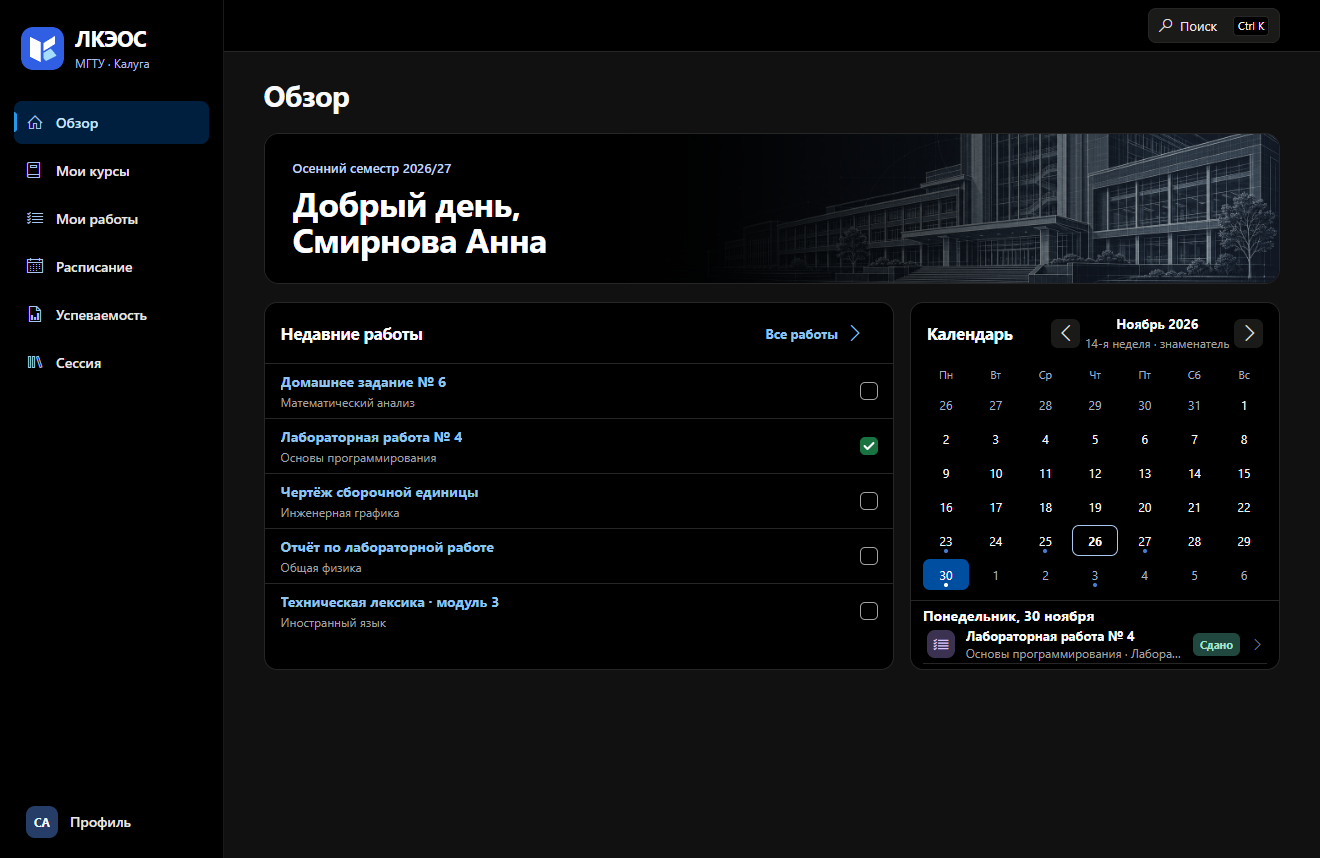 ЛКЭОС
МГТУ · Калуга
Обзор
Мои курсы
Мои работы
Расписание
Успеваемость
Сессия
СА
Профиль
Поиск
Ctrl K
Обзор
Осенний семестр 2026/27
Добрый день,
Смирнова Анна
Недавние работы
Все работы
Домашнее задание № 6
Математический анализ
Лабораторная работа № 4
Основы программирования
Чертёж сборочной единицы
Инженерная графика
Отчёт по лабораторной работе
Общая физика
Техническая лексика · модуль 3
Иностранный язык
Календарь
Ноябрь 2026
14-я неделя · знаменатель
Пн Вт Ср Чт Пт Сб Вс
26 27 28 29 30 31 1
2 3 4 5 6 7 8
9 10 11 12 13 14 15
16 17 18 19 20 21 22
23 24 25 26 27 28 29
30 1 2 3 4 5 6
Понедельник, 30 ноября
Лабораторная работа № 4
Основы программирования · Лабора...
Сдано